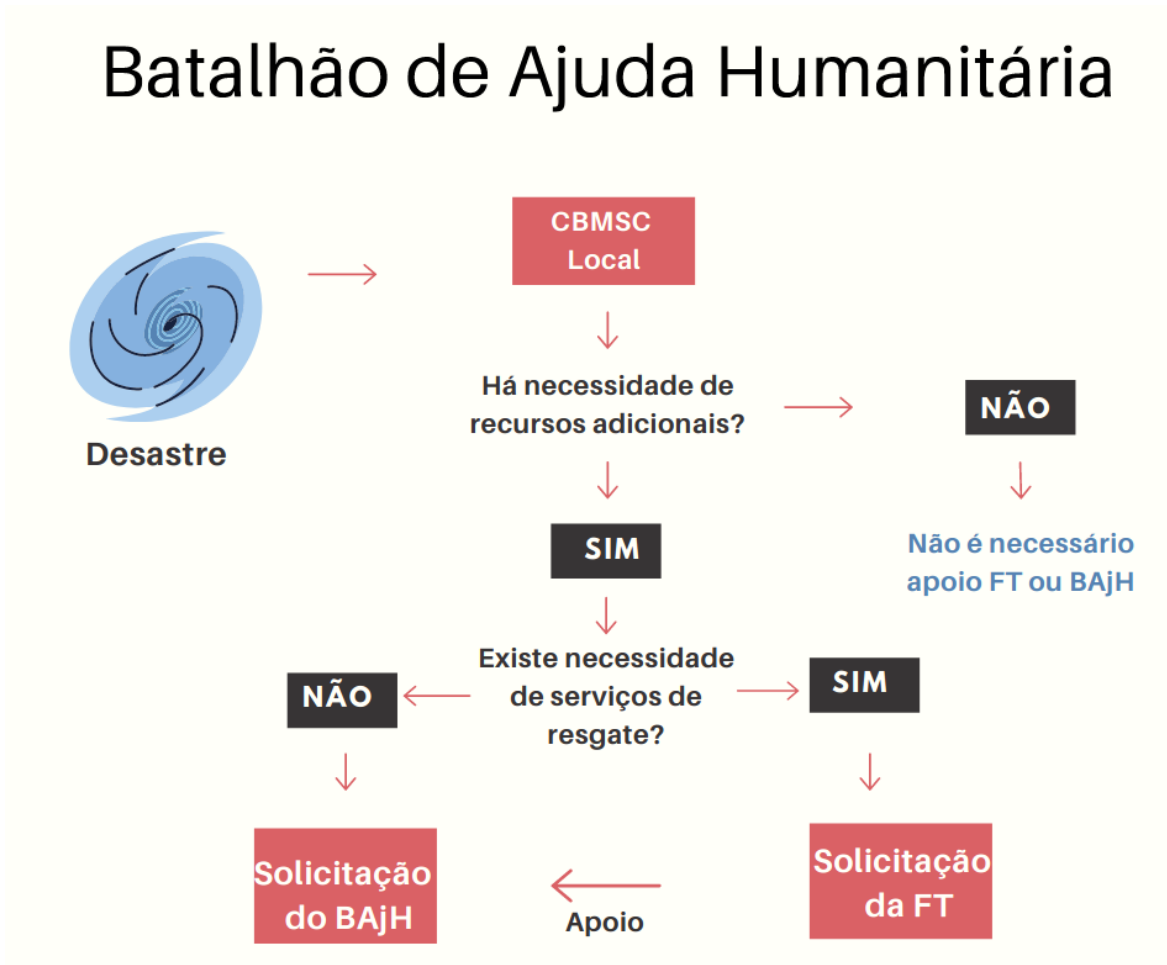 Batalhão de Ajuda Humanitária
CBMSC
Local
Desastre
Há necessidade de
recursos adicionais?
NÃO
Não é necessário
apoio FT ou BAjH
SIM
Existe necessidade
de serviços de
resgate?
NÃO
SIM
Solicitação
do BAjH
Apoio
Solicitação
da FT